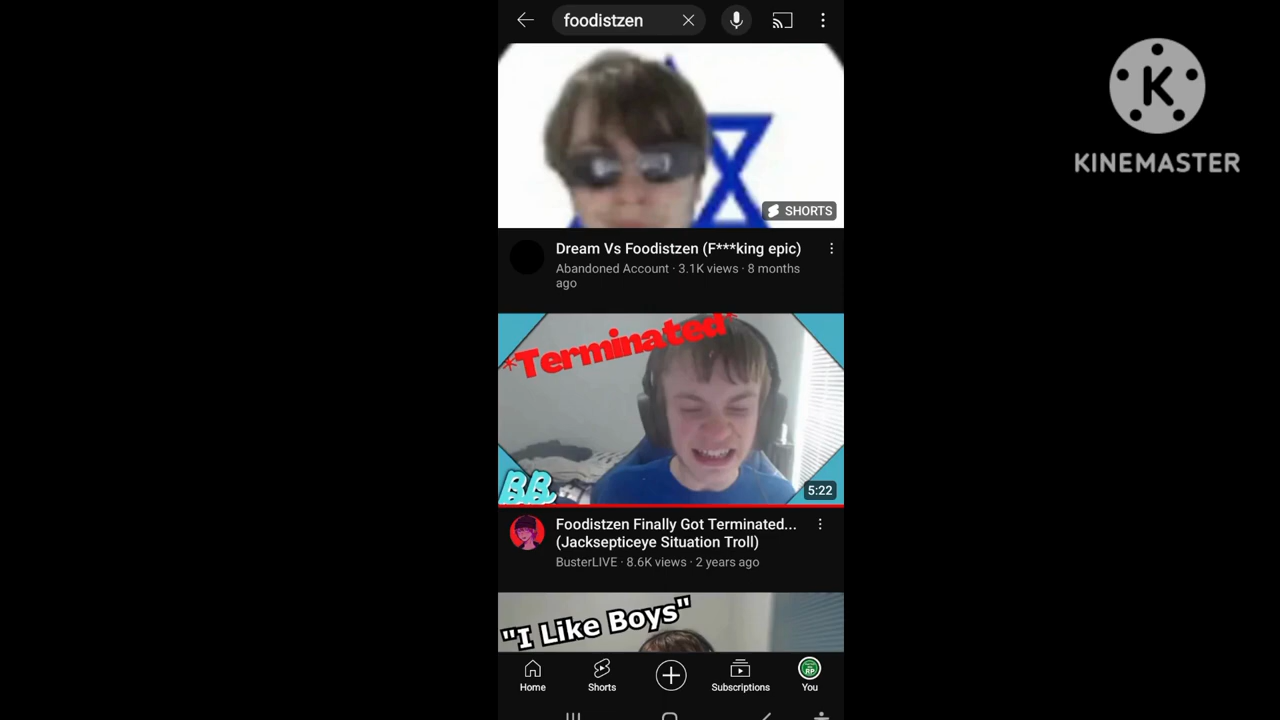 foodistzen
K
KINEMASTER
SHORTS
Dream Vs Foodistzen (F***king epic)
Abandoned Account · 3.1K views · 8 months
ago
*Terminated*
BB
5:22
Foodistzen Finally Got Terminated...
(Jacksepticeye Situation Troll)
BusterLIVE · 8.6K views · 2 years ago
"I Like Boys"
Home
Shorts
Subscriptions
RP
You